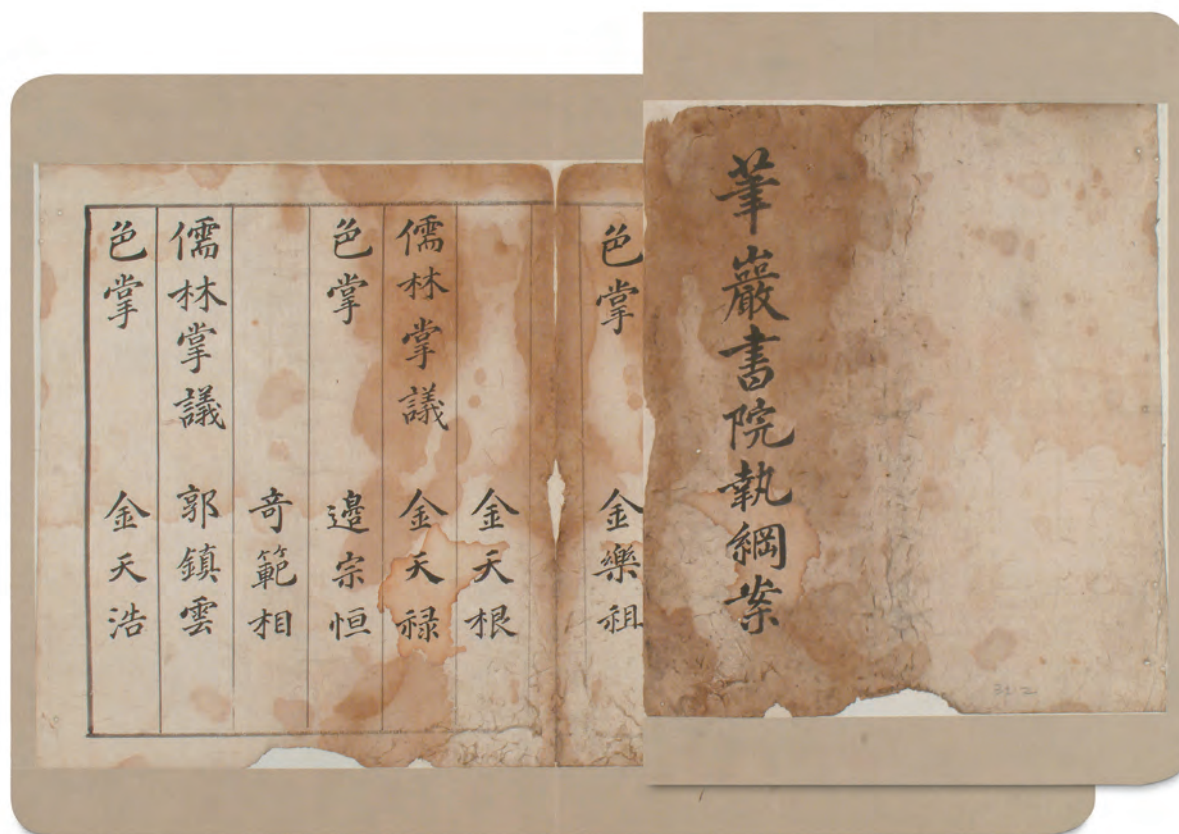 筆巖書院執綱案
色掌 金樂祖
金天根
儒林掌議 金天祿
色掌 邉宗恒
奇範相
儒林掌議 郭鎮雲
色掌 金天浩